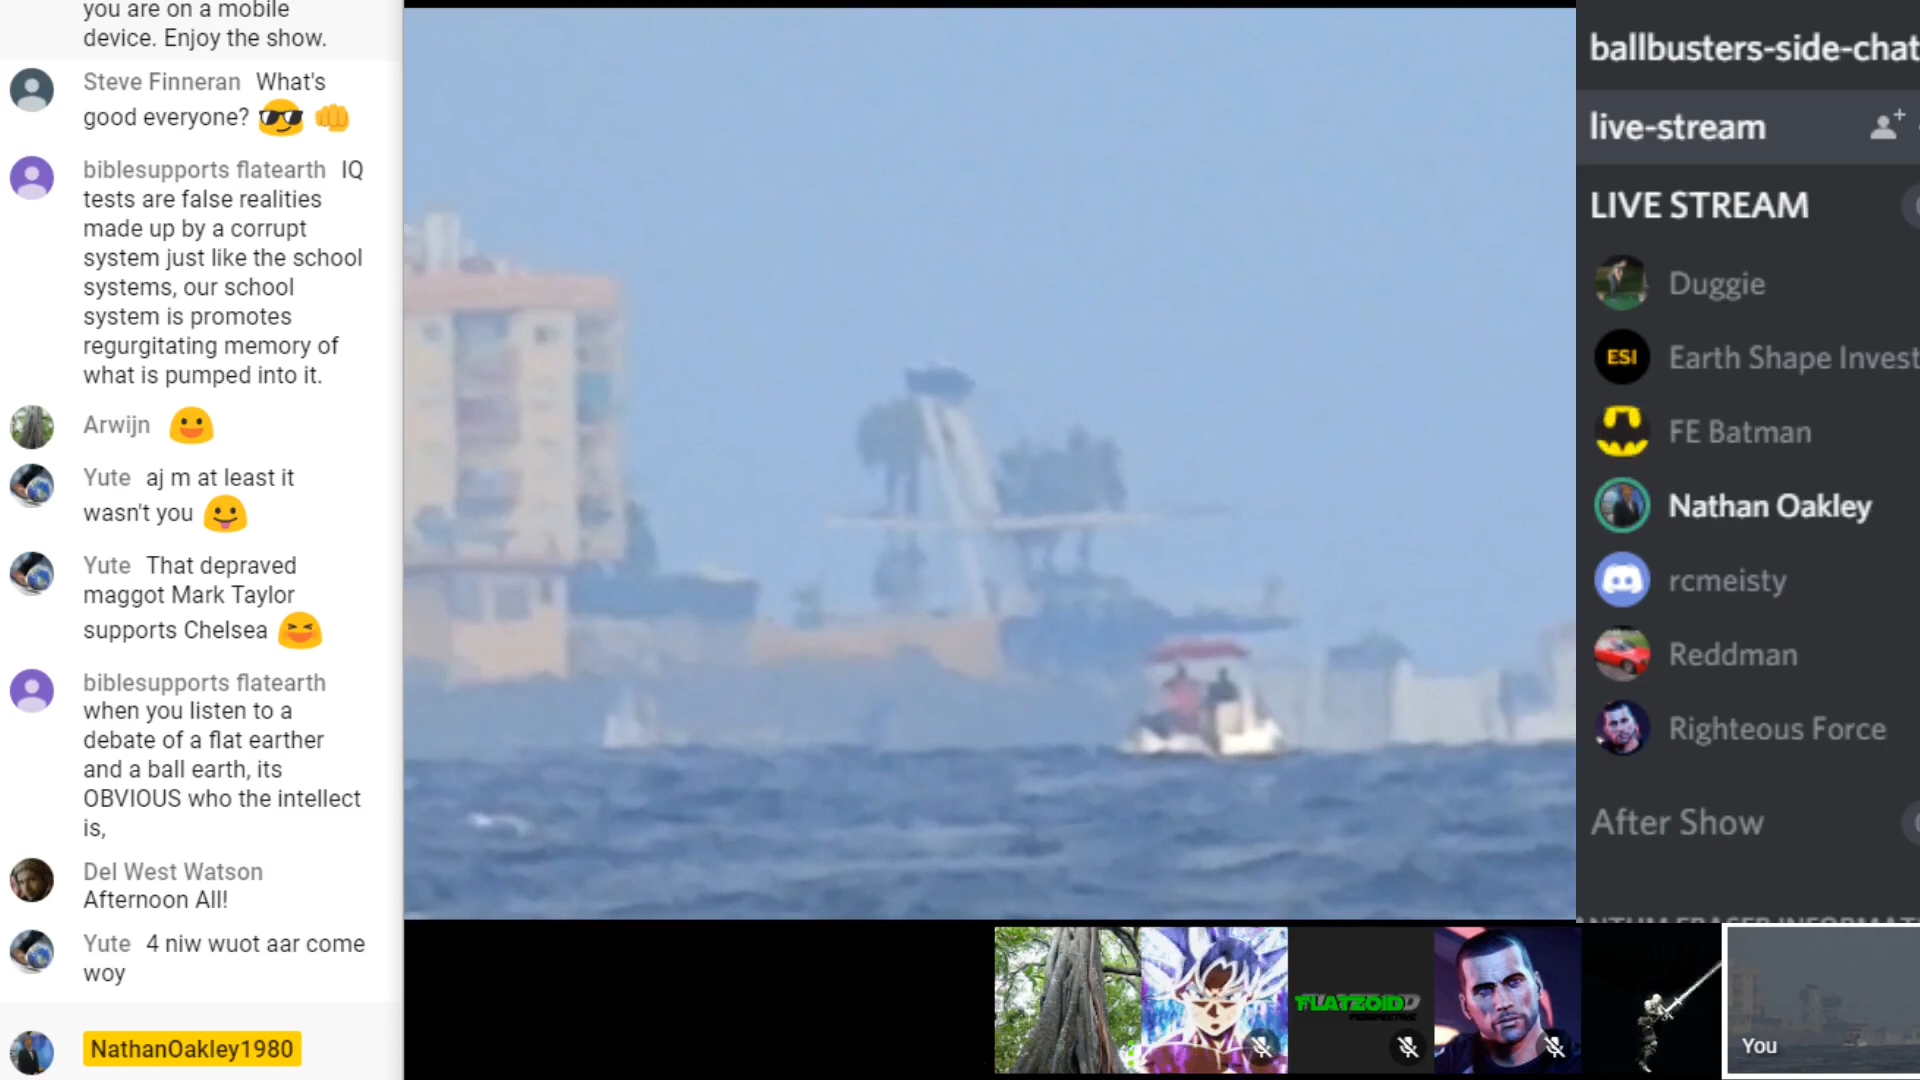 you are on a mobile
device. Enjoy the show.
Steve Finneran What's
good everyone?
biblesupports flatearth IQ
tests are false realities
made up by a corrupt
system just like the school
systems, our school
system is promotes
regurgitating memory of
what is pumped into it.
Arwijn
Yute aj m at least it
wasn't you
Yute That depraved
maggot Mark Taylor
supports Chelsea
biblesupports flatearth
when you listen to a
debate of a flat earther
and a ball earth, its
OBVIOUS who the intellect
is,
Del West Watson
Afternoon All!
Yute 4 niw wuot aar come
woy
NathanOakley1980
ballbusters-side-chat
live-stream
LIVE STREAM
Duggie
ESI
Earth Shape Invest
FE Batman
Nathan Oakley
rcmeisty
Reddman
Righteous Force
After Show
FLATZOID
PERSPECTIVE
You